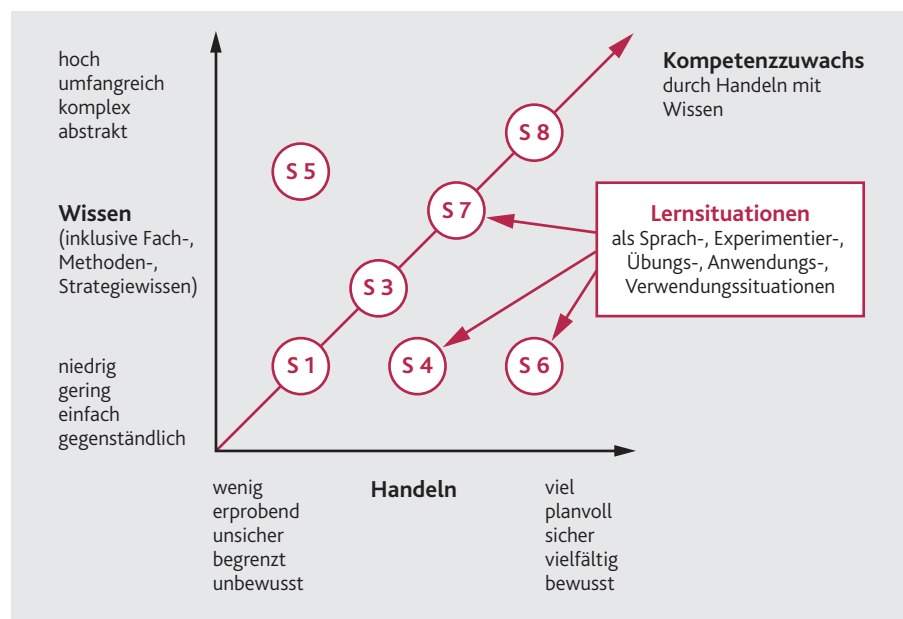 hoch
umfangreich
komplex
abstrakt
Kompetenzzuwachs
durch Handeln mit
Wissen
S 8
S 5
S 7
Wissen
(inklusive Fach-,
Methoden-,
Strategiewissen)
Lernsituationen
als Sprach-, Experimentier-,
Übungs-, Anwendungs-,
Verwendungssituationen
S 3
S 1
S 4
S 6
niedrig
gering
einfach
gegenständlich
wenig
erprobend
unsicher
begrenzt
unbewusst
Handeln
viel
planvoll
sicher
vielfältig
bewusst